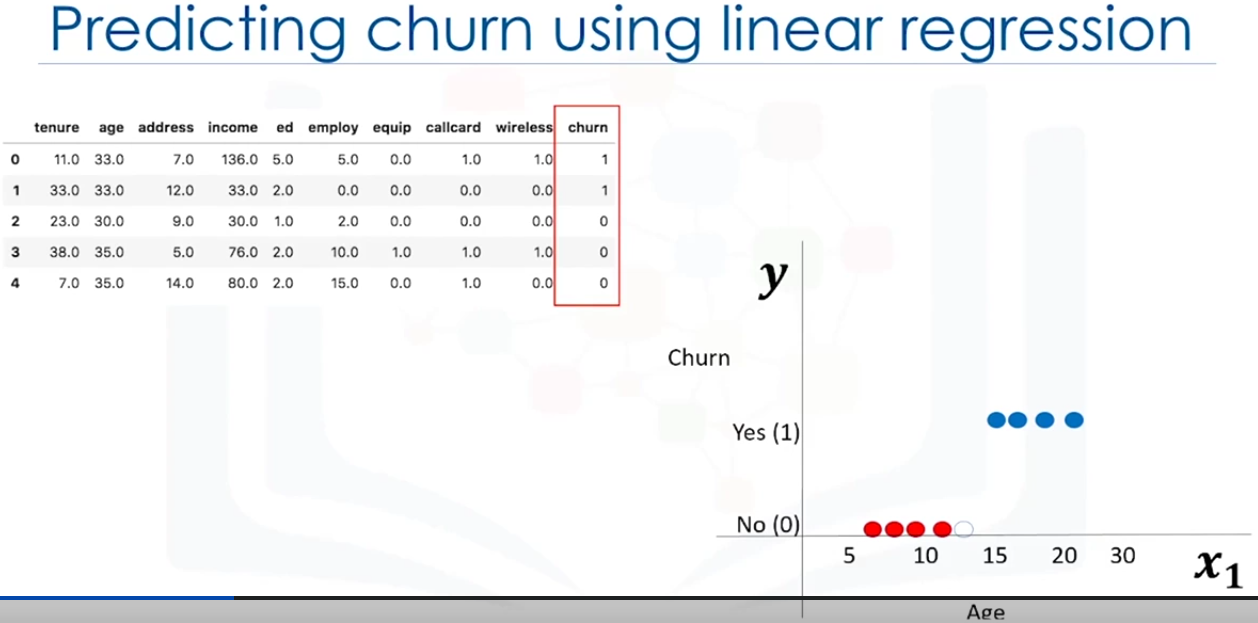 Predicting churn using linear regression
tenure age address income ed employ equip callcard wireless churn
0 11.0 33.0 7.0 136.0 5.0 5.0 0.0 1.0 1.0 1
1 33.0 33.0 12.0 33.0 2.0 0.0 0.0 0.0 0.0 1
2 23.0 30.0 9.0 30.0 1.0 2.0 0.0 0.0 0.0 0
3 38.0 35.0 5.0 76.0 2.0 10.0 1.0 1.0 1.0 0
4 7.0 35.0 14.0 80.0 2.0 15.0 0.0 1.0 0.0 0
y
Churn
Yes (1)
No (0)
5 10 15 20 30
x1
Age